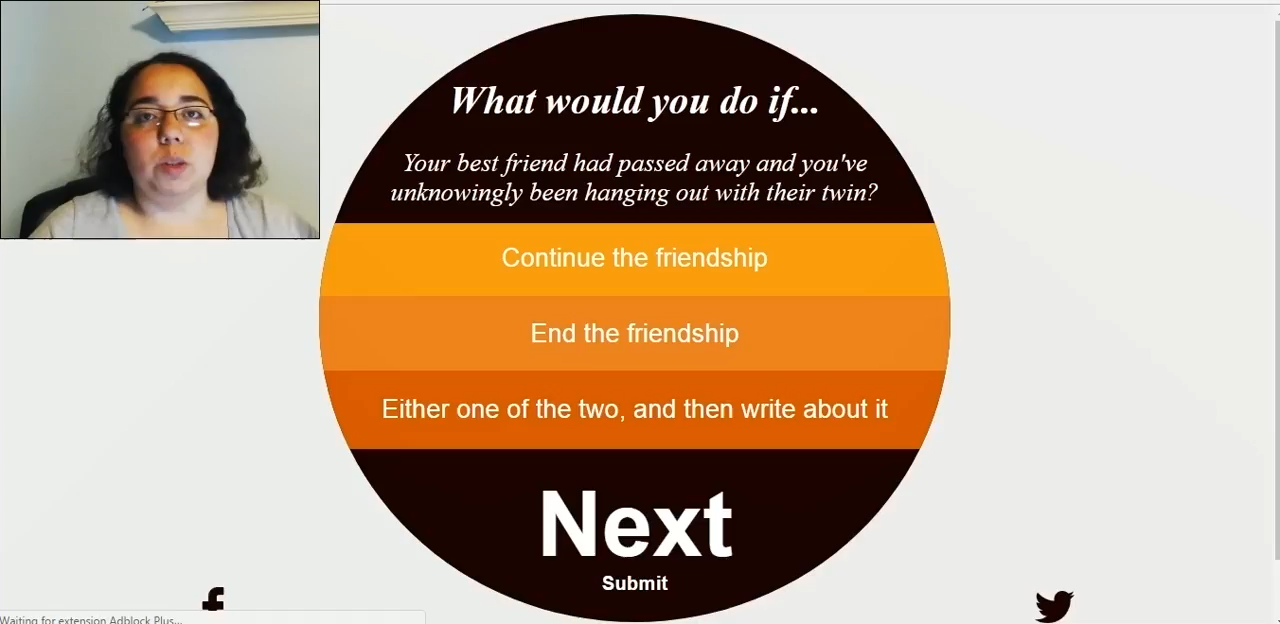 What would you do if...
Your best friend had passed away and you've
unknowingly been hanging out with their twin?
Continue the friendship
End the friendship
Either one of the two, and then write about it
Next
Submit
Waiting for extension Adblock Plus...